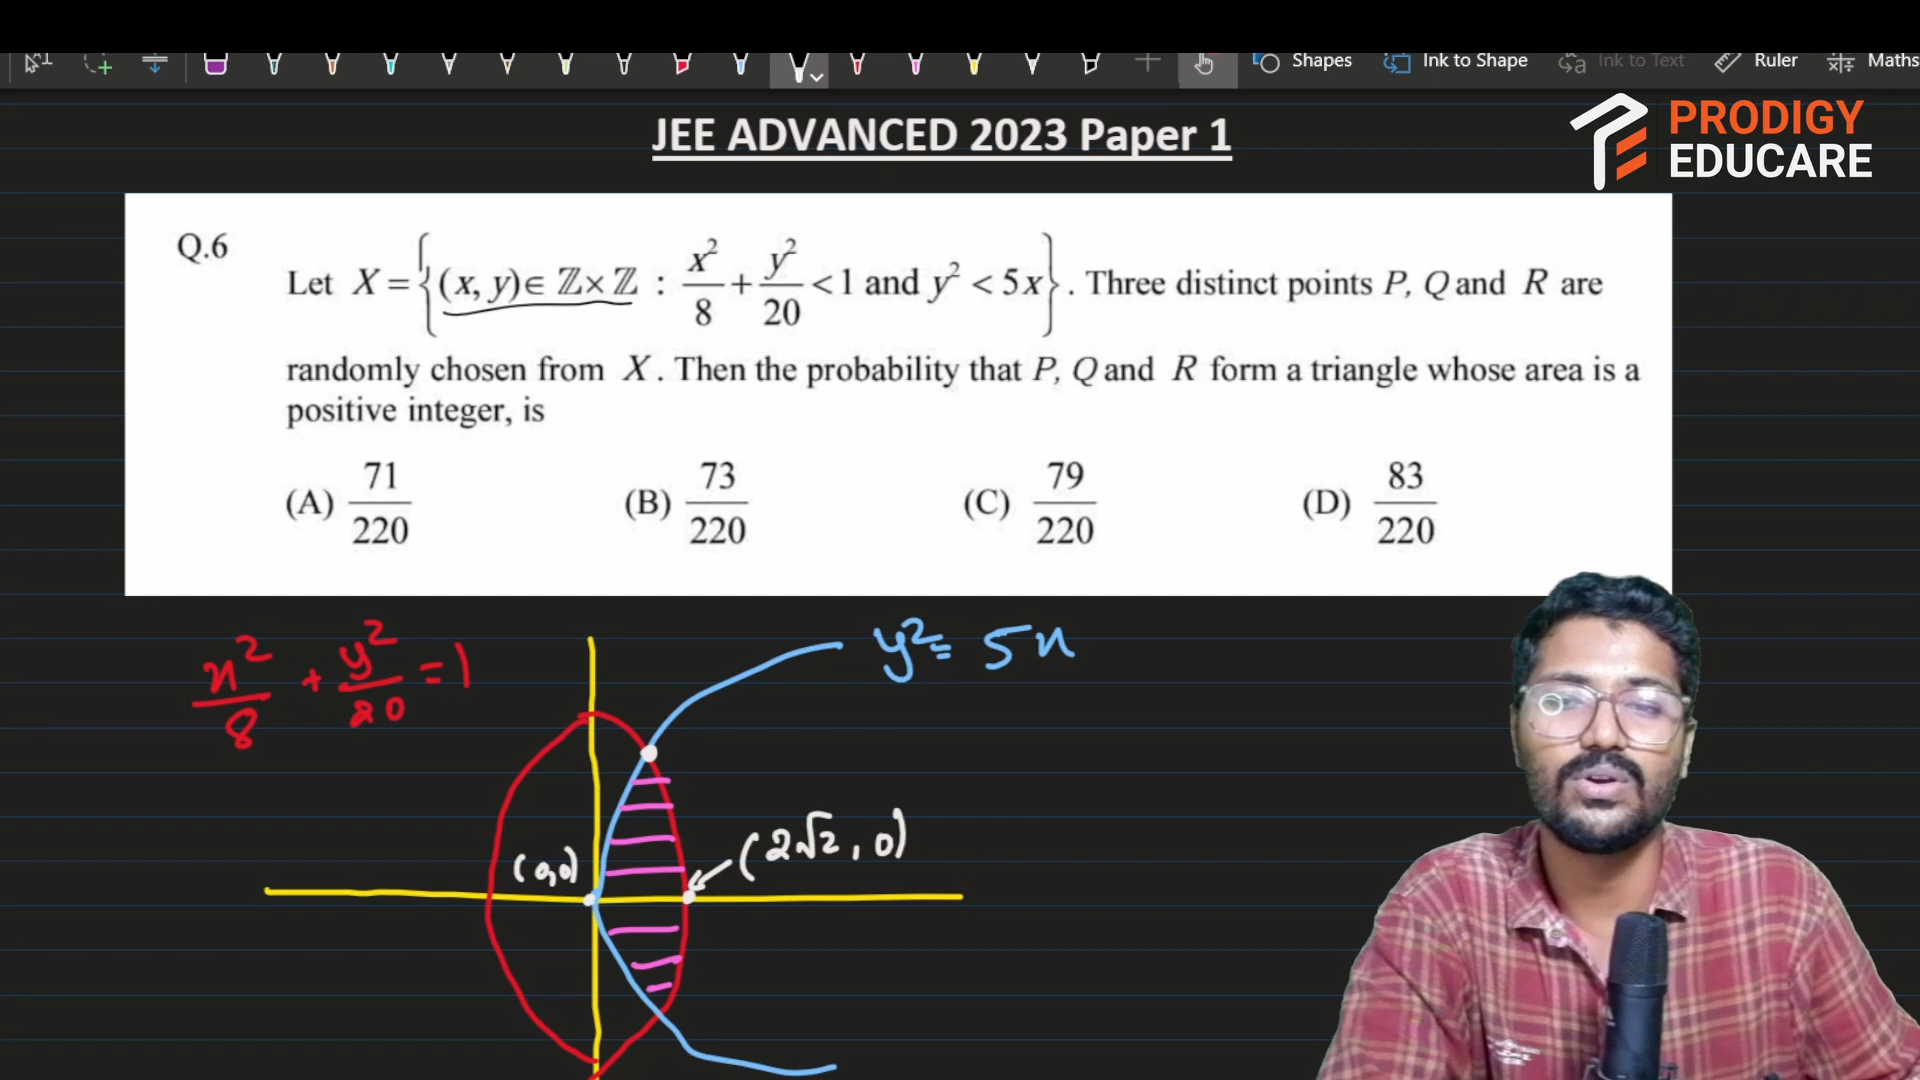 Shapes Ink to Shape Ink to Text Ruler Maths
PRODIGY
EDUCARE
JEE ADVANCED 2023 Paper 1
Q.6
Let X = { (x, y) ∈ ℤ × ℤ : x²/8 + y²/20 < 1 and y² < 5x }. Three distinct points P, Q and R are
randomly chosen from X. Then the probability that P, Q and R form a triangle whose area is a
positive integer, is
(A) 71/220 (B) 73/220 (C) 79/220 (D) 83/220
x²/8 + y²/20 = 1
y² = 5x
(0,0)
(2√2, 0)